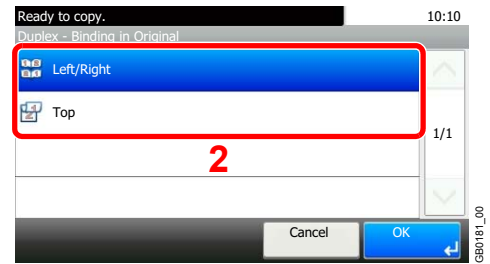 Ready to copy. 10:10
Duplex - Binding in Original
Left/Right
Top
1/1
2
Cancel OK
GB0181_00